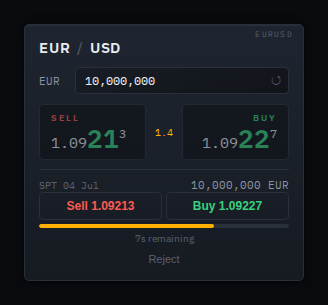 EURUSD
EUR / USD
EUR 10,000,000
SELL BUY
1.09213 1.4 1.09227
SPT 04 Jul 10,000,000 EUR
Sell 1.09213 Buy 1.09227
7s remaining
Reject